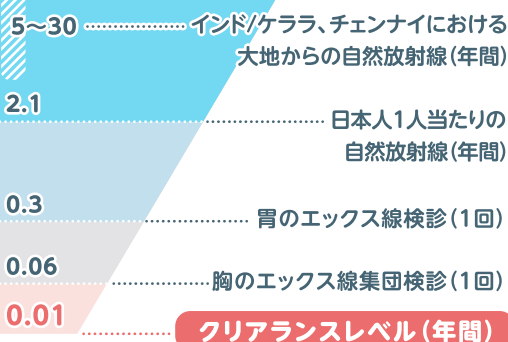 5〜30 インド/ケララ、チェンナイにおける
大地からの自然放射線(年間)
2.1 日本人1人当たりの
自然放射線(年間)
0.3 胃のエックス線検診(1回)
0.06 胸のエックス線集団検診(1回)
0.01 クリアランスレベル(年間)